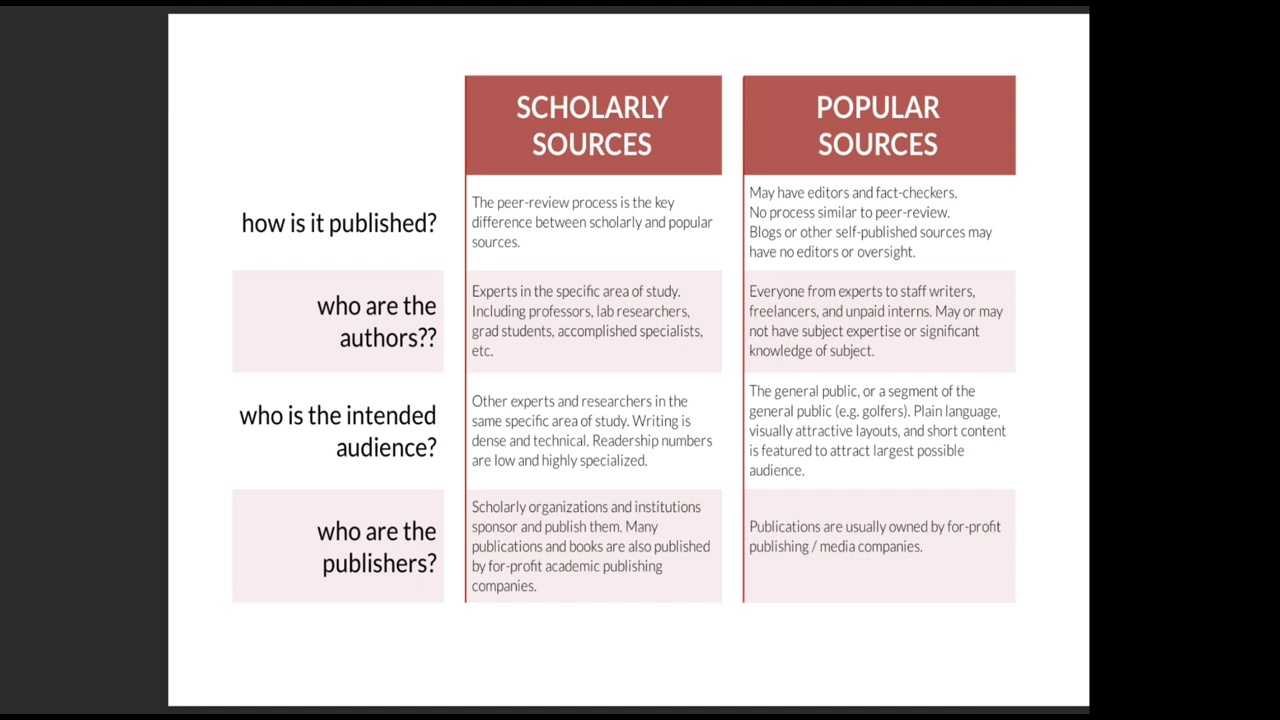 SCHOLARLY
SOURCES
POPULAR
SOURCES
how is it published?
The peer-review process is the key
difference between scholarly and popular
sources.
May have editors and fact-checkers.
No process similar to peer-review.
Blogs or other self-published sources may
have no editors or oversight.
who are the
authors??
Experts in the specific area of study.
Including professors, lab researchers,
grad students, accomplished specialists,
etc.
Everyone from experts to staff writers,
freelancers, and unpaid interns. May or may
not have subject expertise or significant
knowledge of subject.
who is the intended
audience?
Other experts and researchers in the
same specific area of study. Writing is
dense and technical. Readership numbers
are low and highly specialized.
The general public, or a segment of the
general public (e.g. golfers). Plain language,
visually attractive layouts, and short content
is featured to attract largest possible
audience.
who are the
publishers?
Scholarly organizations and institutions
sponsor and publish them. Many
publications and books are also published
by for-profit academic publishing
companies.
Publications are usually owned by for-profit
publishing / media companies.